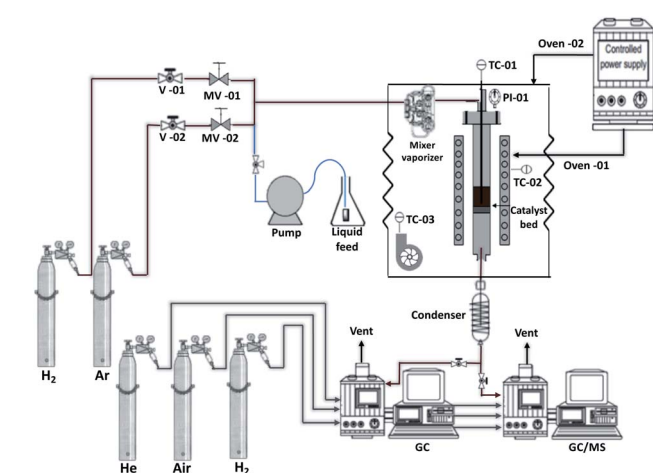 Oven -02
Controlled
power supply
TC-01
V -01
MV -01
PI-01
Mixer
vaporizer
V -02
MV -02
Oven -01
TC-02
TC-03
Catalyst
bed
Pump
Liquid
feed
Condenser
Vent
Vent
H2
Ar
GC
GC/MS
He
Air
H2